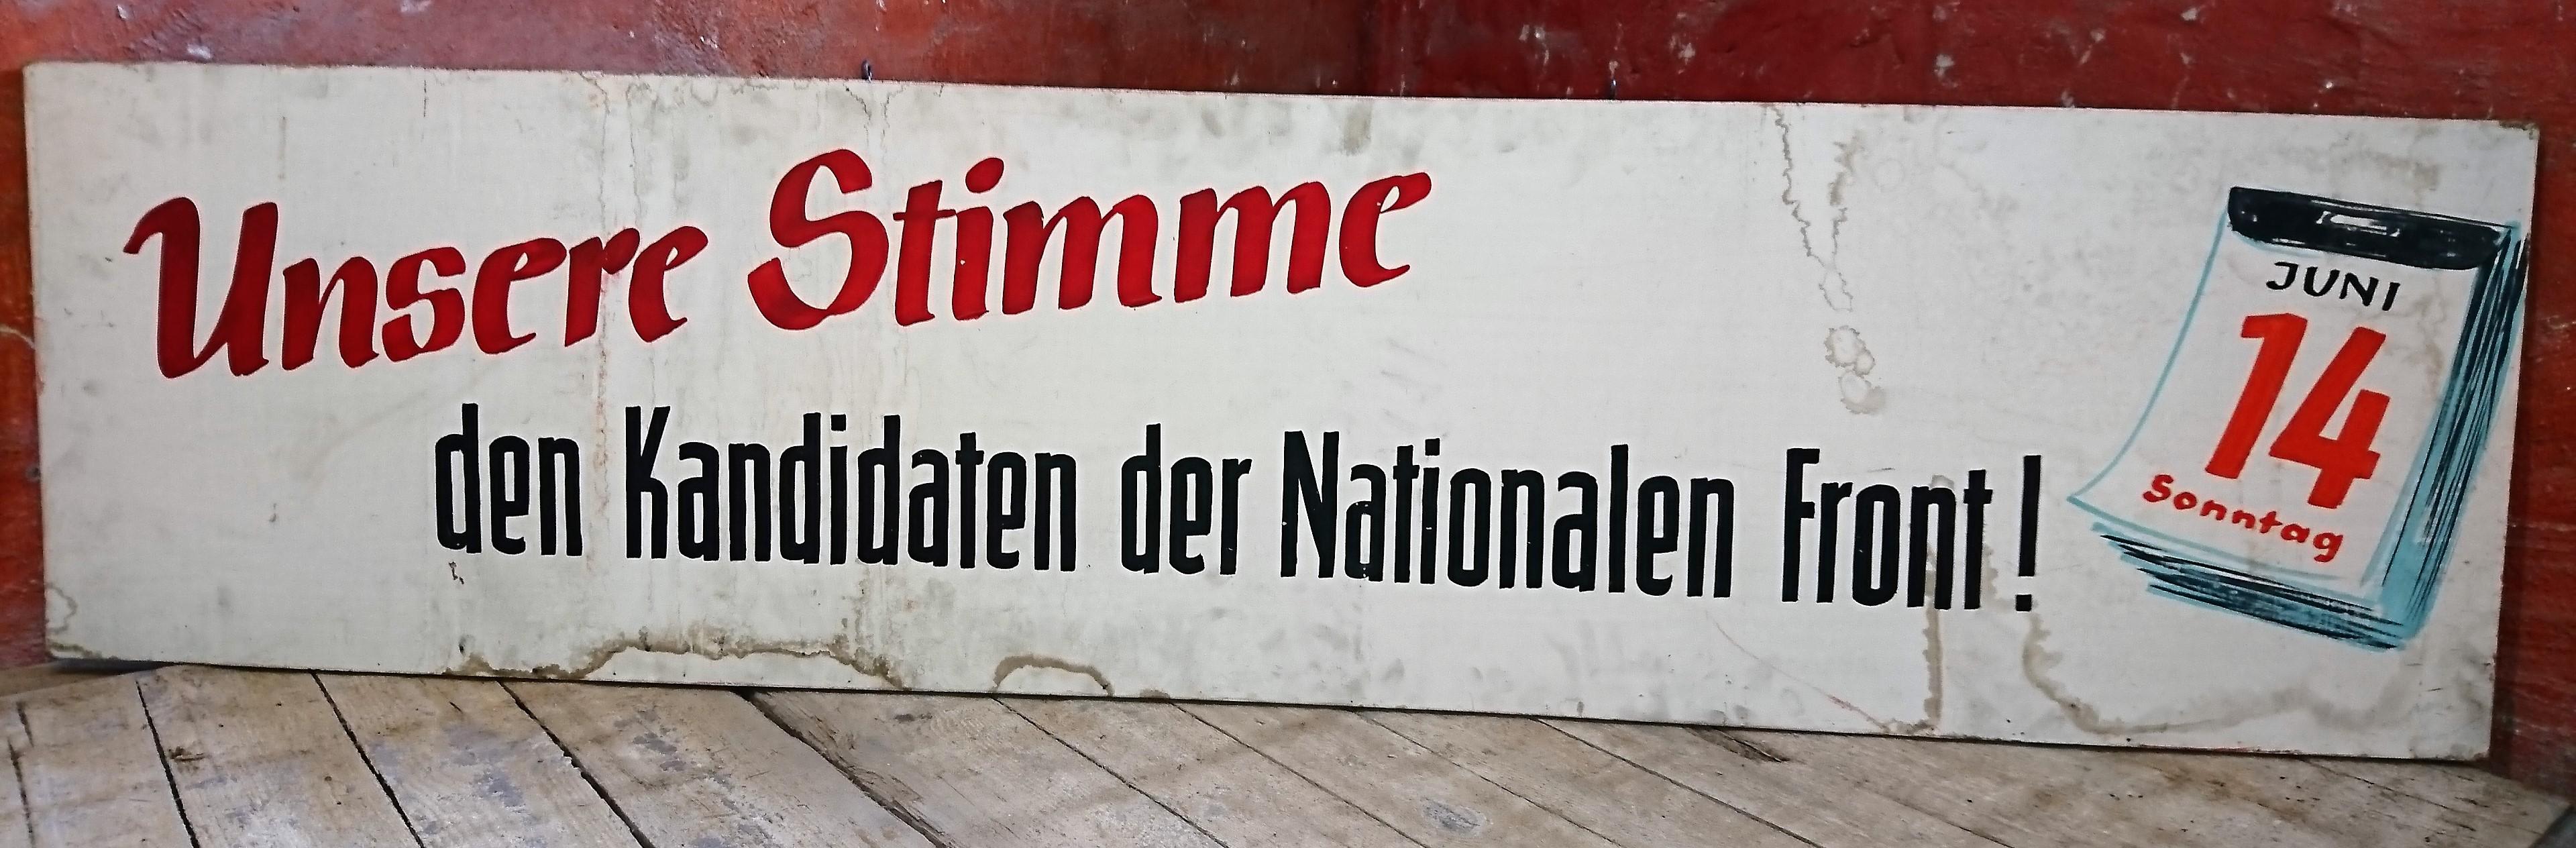 Unsere Stimme
den Kandidaten der Nationalen Front!
JUNI
14
Sonntag